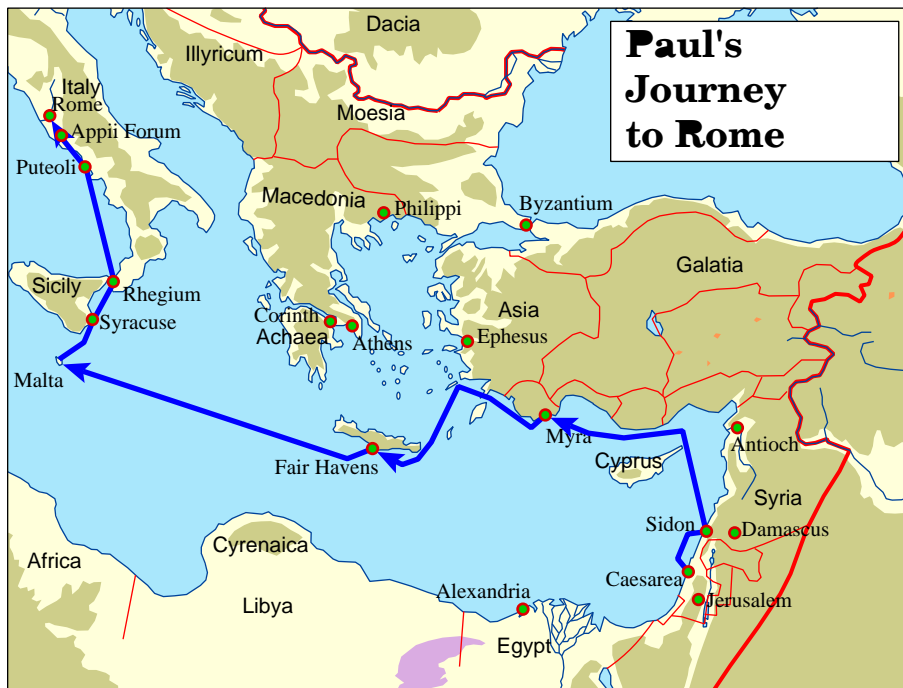 Paul's
Journey
to Rome
Dacia
Illyricum
Italy
Rome
Moesia
Appii Forum
Puteoli
Macedonia
Philippi
Byzantium
Galatia
Sicily
Rhegium
Asia
Corinth
Syracuse
Achaea
Athens
Ephesus
Malta
Myra
Antioch
Fair Havens
Cyprus
Syria
Sidon
Damascus
Cyrenaica
Africa
Caesarea
Alexandria
Jerusalem
Libya
Egypt